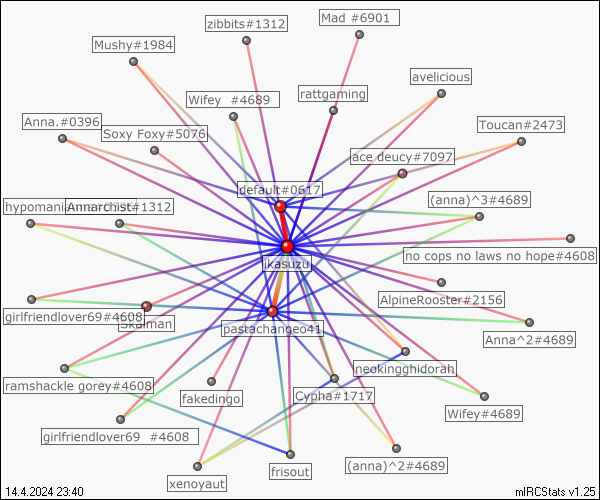 zibbits#1312
Mad #6901
Mushy#1984
avelicious
Wifey #4689
rattgaming
Anna.#0396
Soxy Foxy#5076
Toucan#2473
ace deucy#7097
default#0617
(anna)^3#4689
Annarchist#1312
ikasuzu
no cops no laws no hope#4608
AlpineRooster#2156
girlfriendlover69#4608
Skalman
pastachangeo41
Anna^2#4689
neokingghidorah
ramshackle gorey#4608
fakedingo
Cypha#1717
Wifey#4689
girlfriendlover69 #4608
(anna)^2#4689
frisout
xenoyaut
14.4.2024 23:40
mIRCStats v1.25